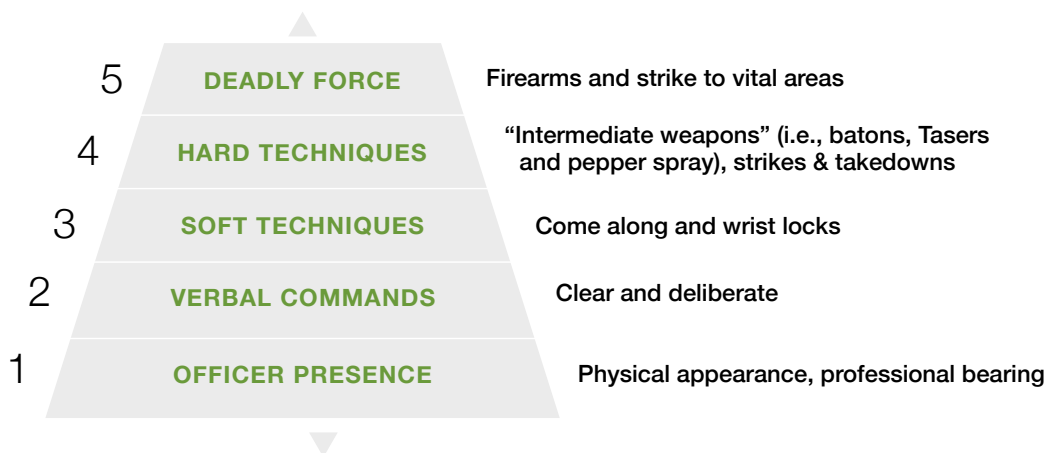 5 DEADLY FORCE Firearms and strike to vital areas
4 HARD TECHNIQUES “Intermediate weapons” (i.e., batons, Tasers
and pepper spray), strikes & takedowns
3 SOFT TECHNIQUES Come along and wrist locks
2 VERBAL COMMANDS Clear and deliberate
1 OFFICER PRESENCE Physical appearance, professional bearing